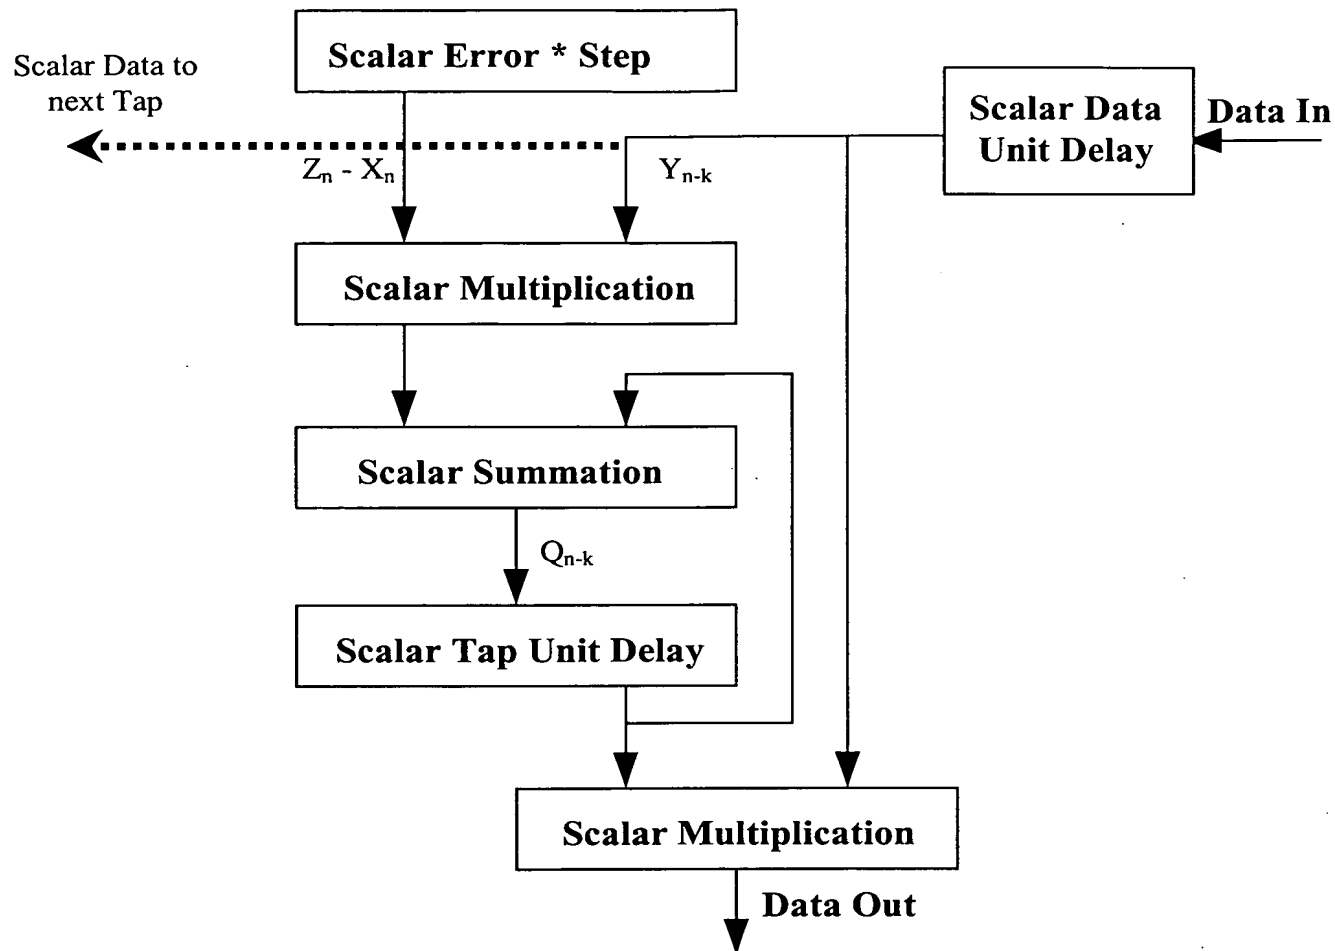 Scalar Error * Step
Scalar Data to
next Tap
Scalar Data
Unit Delay
Data In
Zₙ - Xₙ
Yₙ₋ₖ
Scalar Multiplication
Scalar Summation
Qₙ₋ₖ
Scalar Tap Unit Delay
Scalar Multiplication
Data Out